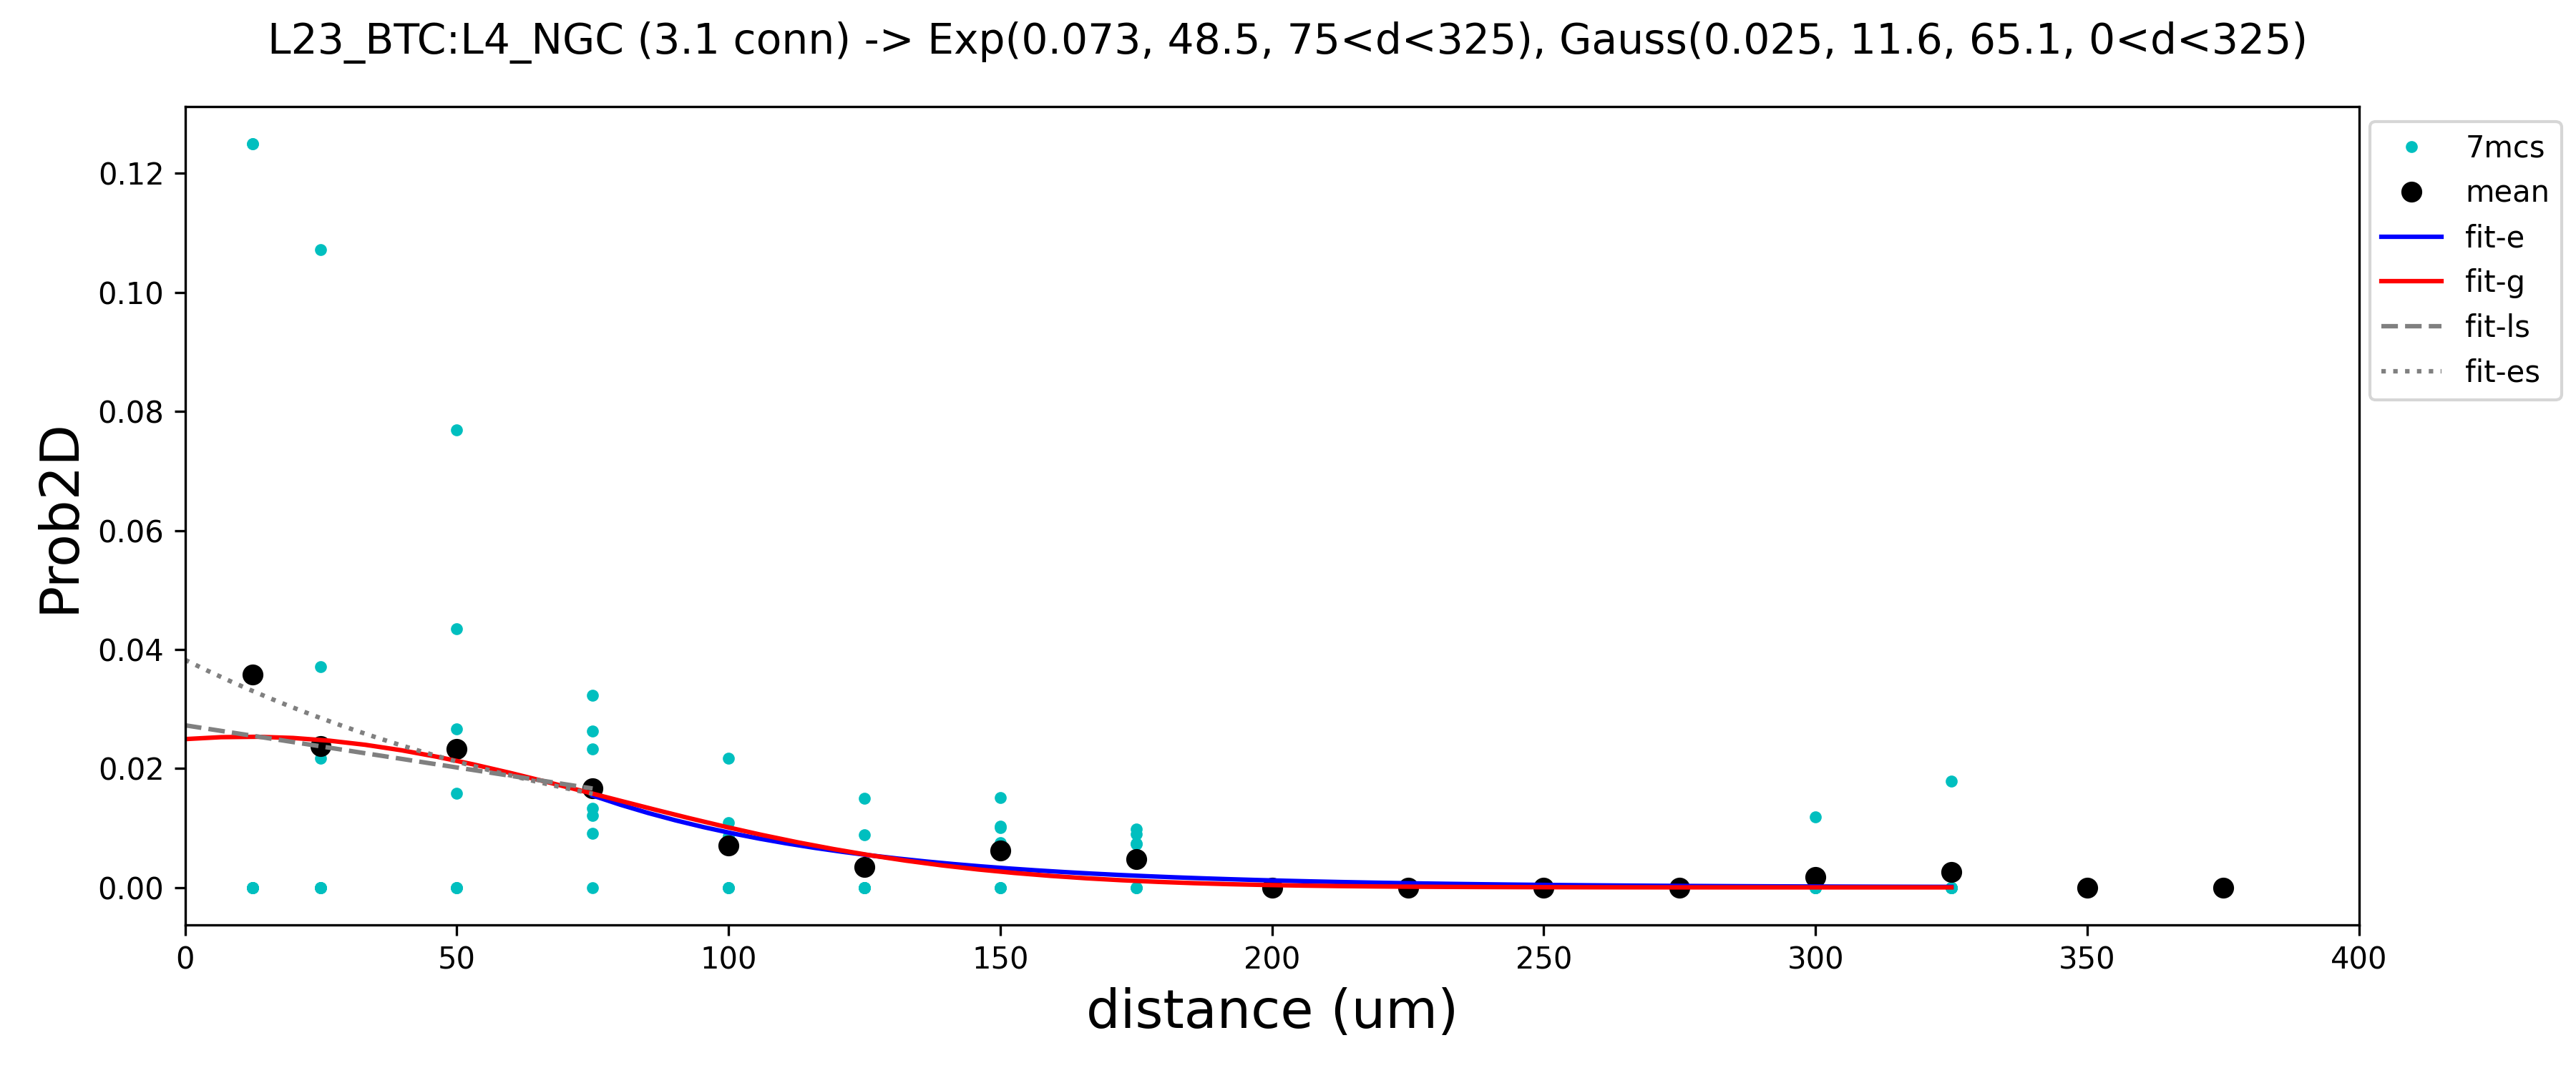 L23_BTC:L4_NGC (3.1 conn) -> Exp(0.073, 48.5, 75<d<325), Gauss(0.025, 11.6, 65.1, 0<d<325)
7mcs
mean
fit-e
fit-g
fit-ls
fit-es
Prob2D
0.12
0.10
0.08
0.06
0.04
0.02
0.00
0 50 100 150 200 250 300 350 400
distance (um)